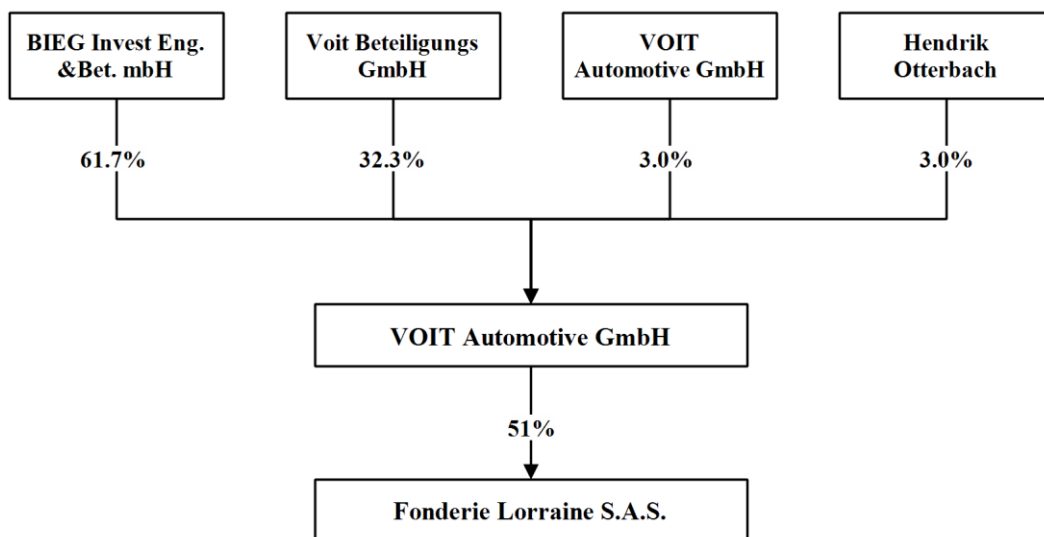 BIEG Invest Eng.
&Bet. mbH
Voit Beteiligungs
GmbH
VOIT
Automotive GmbH
Hendrik
Otterbach
61.7%
32.3%
3.0%
3.0%
VOIT Automotive GmbH
51%
Fonderie Lorraine S.A.S.